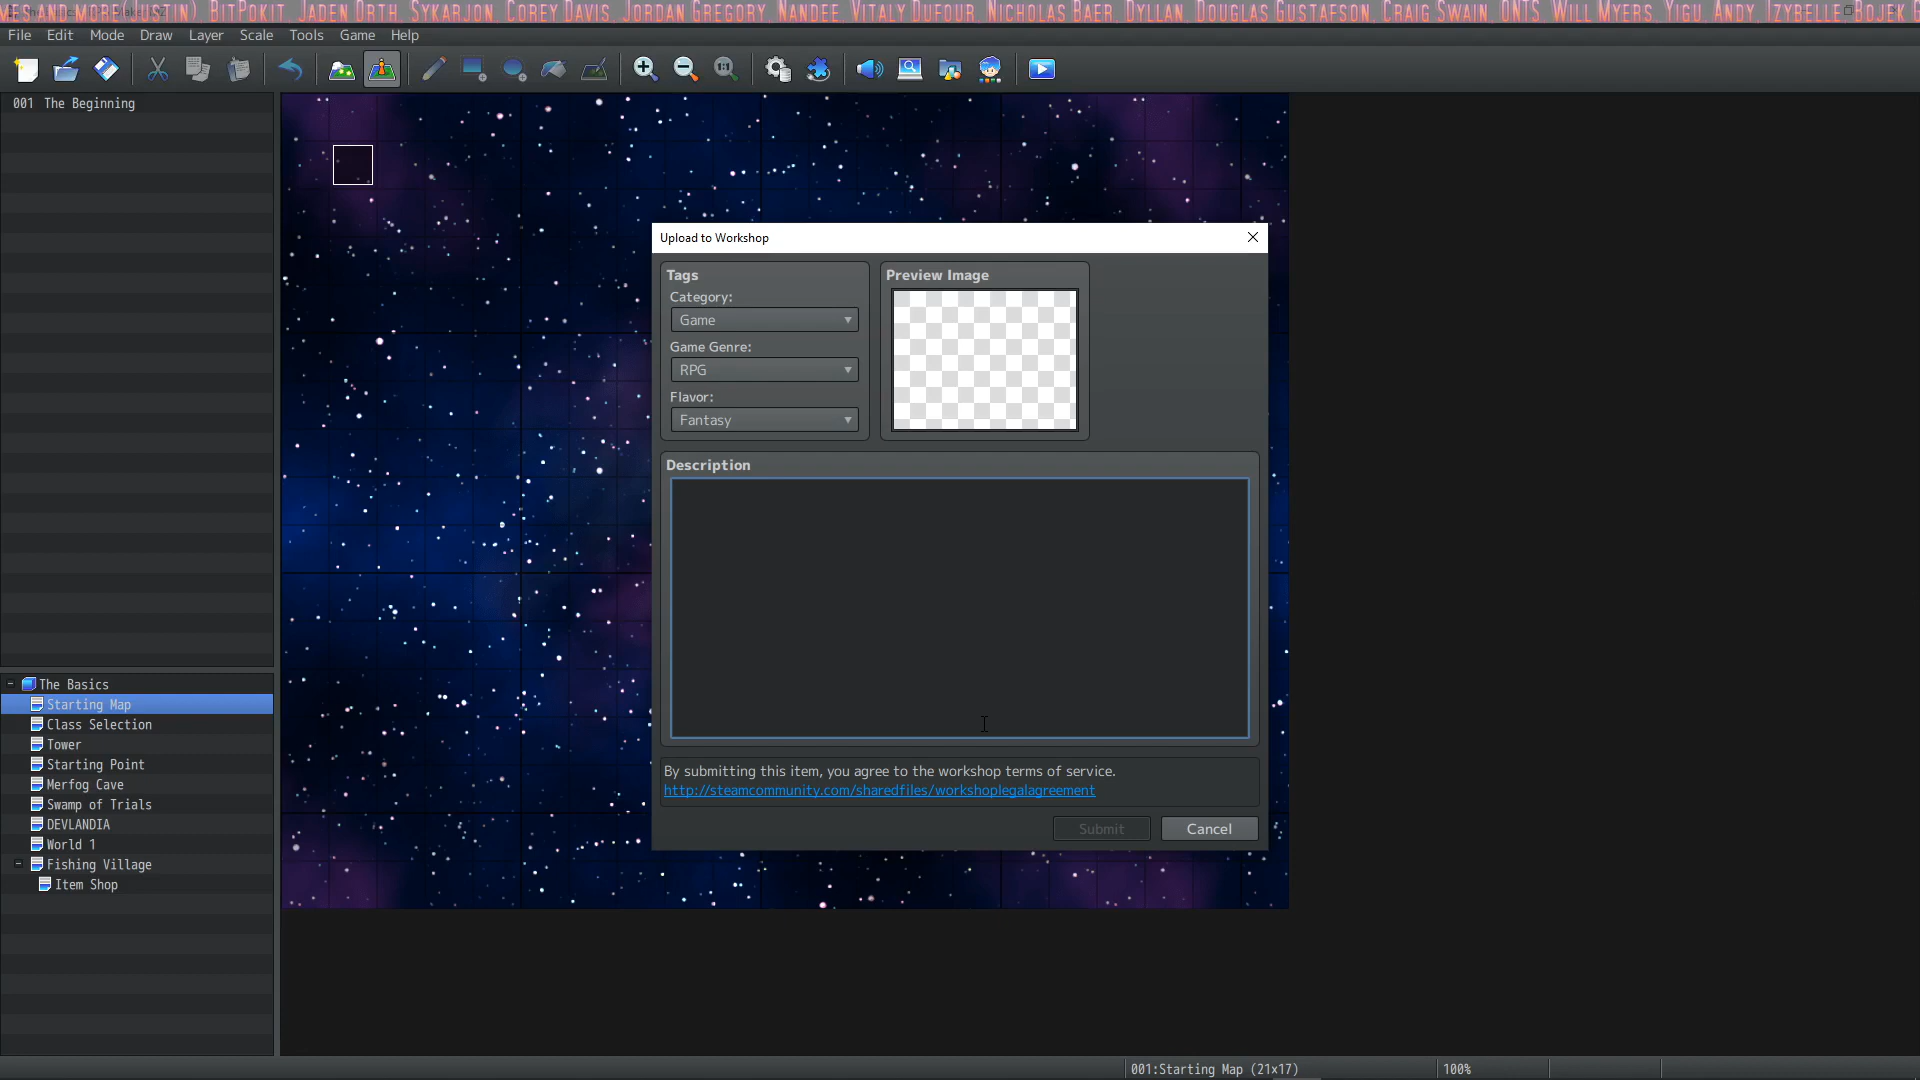 BitPokit, Jaden Orth, Sykarjon, Corey Davis, Jordan Gregory, Nandee, Vitaly Dufour, Nicholas Baer, Dyllan, Douglas Gustafson, Craig Swain, ONTS, Will Myers, Yigu, Andy, Izybelle, Bojek
File Edit Mode Draw Layer Scale Tools Game Help
001 The Beginning
Upload to Workshop
Tags
Preview Image
Category:
Game
Game Genre:
RPG
Flavor:
Fantasy
Description
The Basics
Starting Map
Class Selection
Tower
Starting Point
Merfog Cave
Swamp of Trials
DEVLANDIA
World 1
Fishing Village
Item Shop
By submitting this item, you agree to the workshop terms of service.
http://steamcommunity.com/sharedfiles/workshoplegalagreement
Submit Cancel
001:Starting Map (21x17) 100%